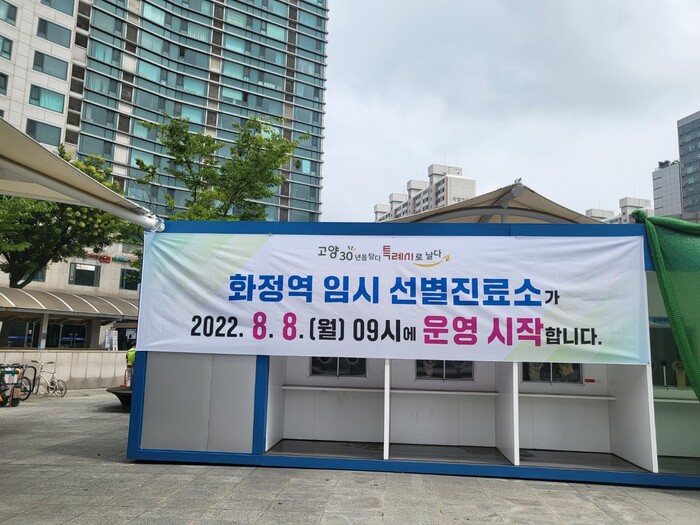 고양30년을 담다 특례시로 날다
화정역 임시 선별진료소가
2022. 8. 8. (월) 09시에 운영 시작합니다.